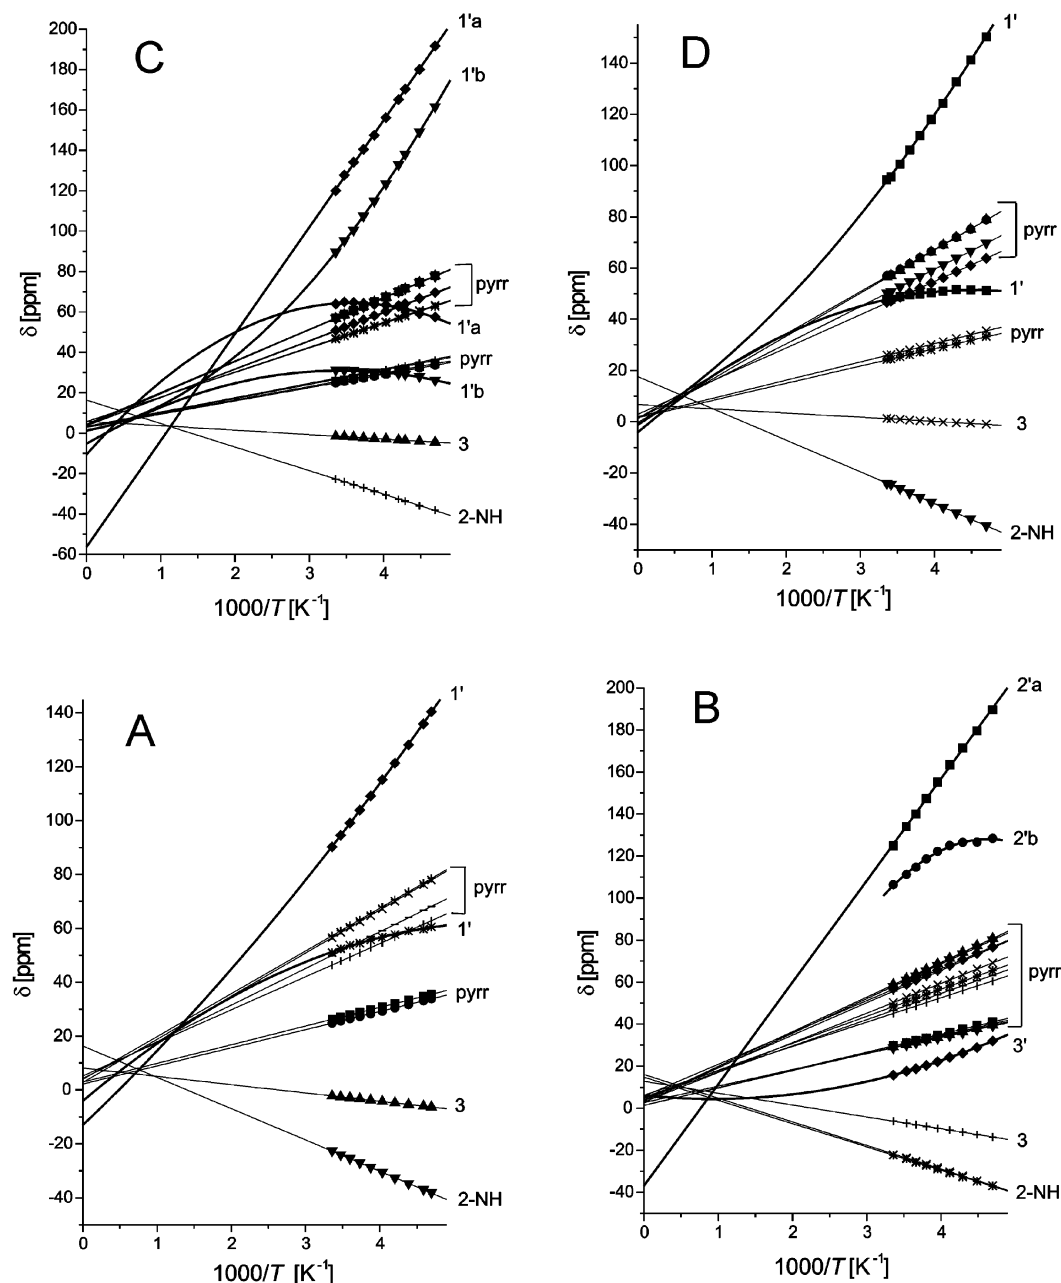 C
200
180
160
140
120
100
80
60
40
20
0
-20
-40
-60
δ [ppm]
0 1 2 3 4
1000/T [K⁻¹]
1'a
1'b
pyrr
1'a
pyrr
1'b
3
2-NH
D
140
120
100
80
60
40
20
0
-20
-40
δ [ppm]
0 1 2 3 4
1000/T [K⁻¹]
1'
pyrr
1'
pyrr
3
2-NH
A
140
120
100
80
60
40
20
0
-20
-40
δ [ppm]
0 1 2 3 4
1000/T [K⁻¹]
1'
pyrr
1'
pyrr
3
2-NH
B
200
180
160
140
120
100
80
60
40
20
0
-20
-40
δ [ppm]
0 1 2 3 4
1000/T [K⁻¹]
2'a
2'b
pyrr
3'
3
2-NH